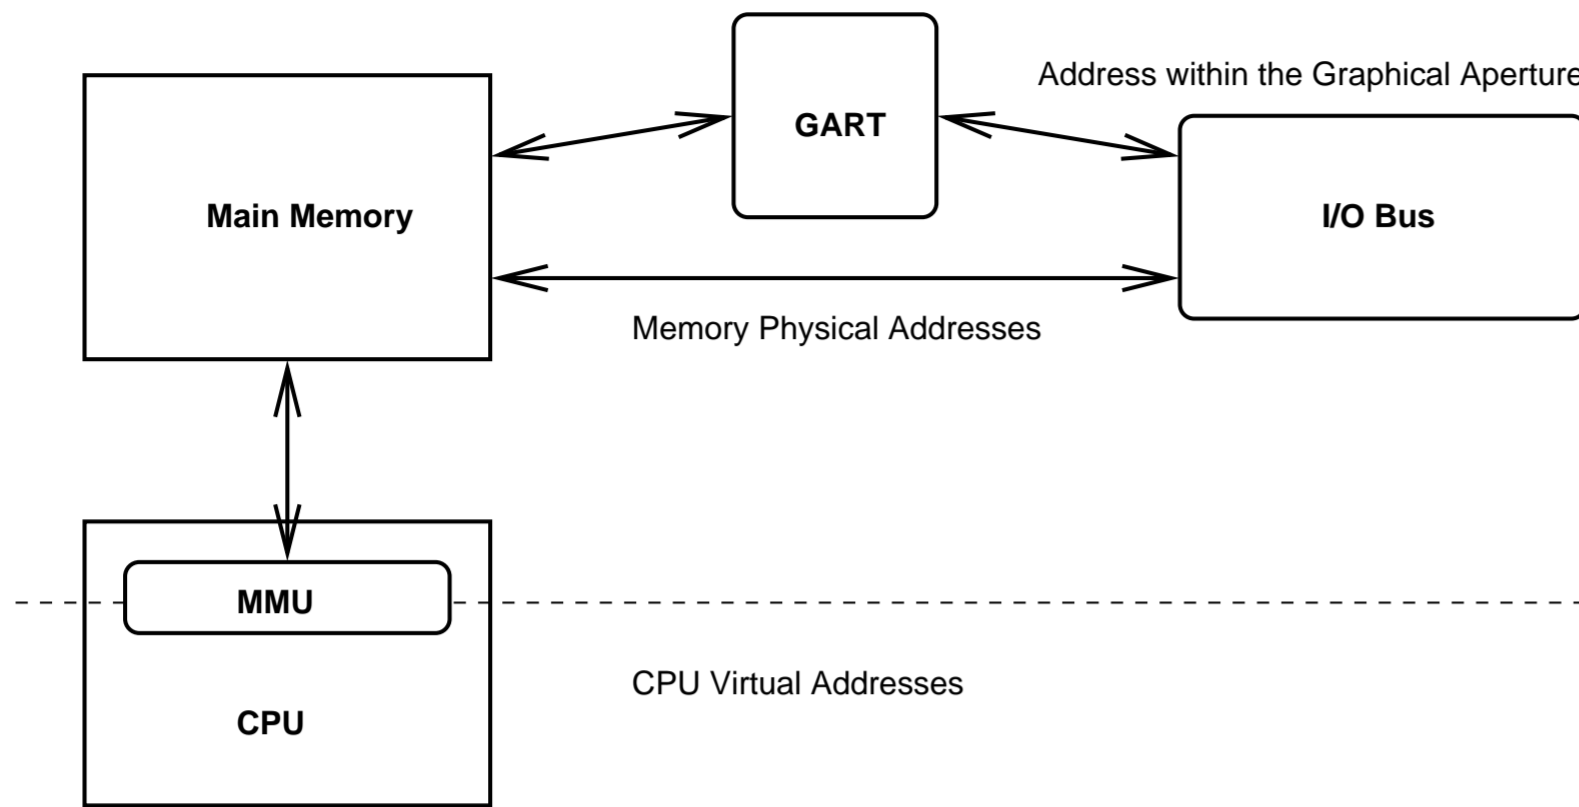 Address within the Graphical Aperture
GART
Main Memory
I/O Bus
Memory Physical Addresses
MMU
CPU Virtual Addresses
CPU